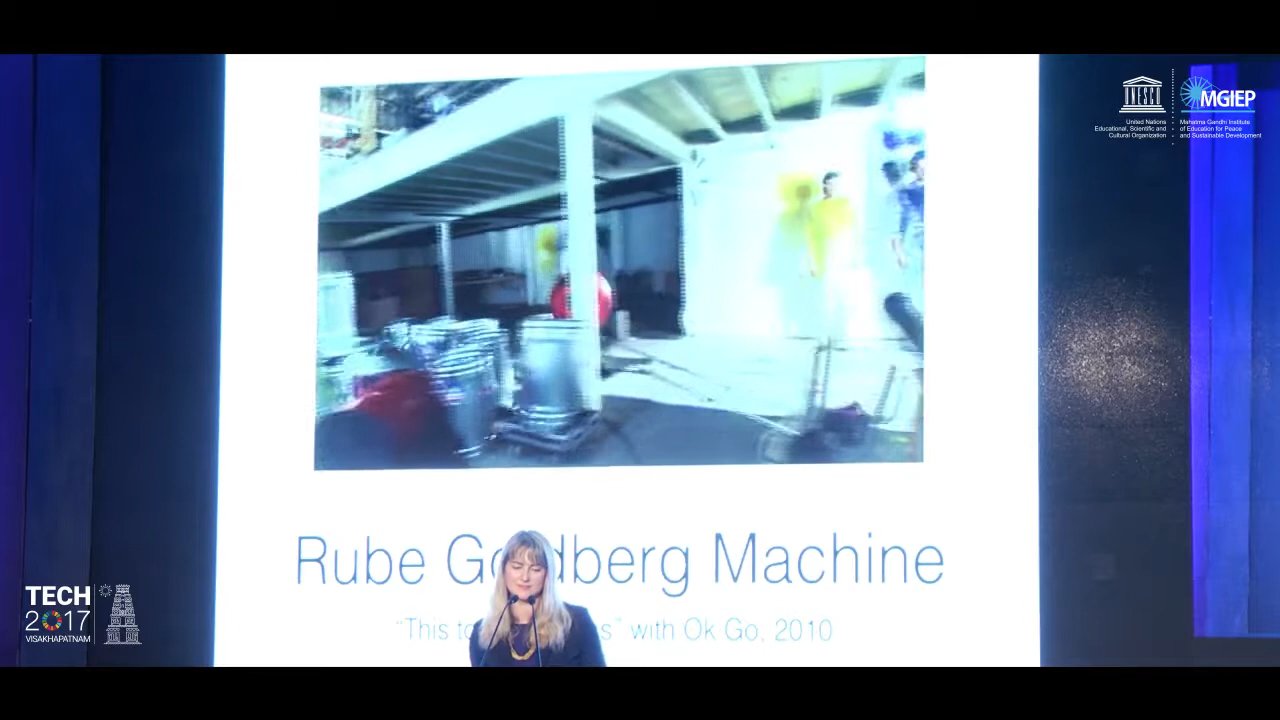 UNESCO
MGIEP
United Nations
Educational, Scientific and
Cultural Organization
Mahatma Gandhi Institute
of Education for Peace
and Sustainable Development
Rube G dberg Machine
"This to s" with Ok Go, 2010
TECH
2017
VISAKHAPATNAM